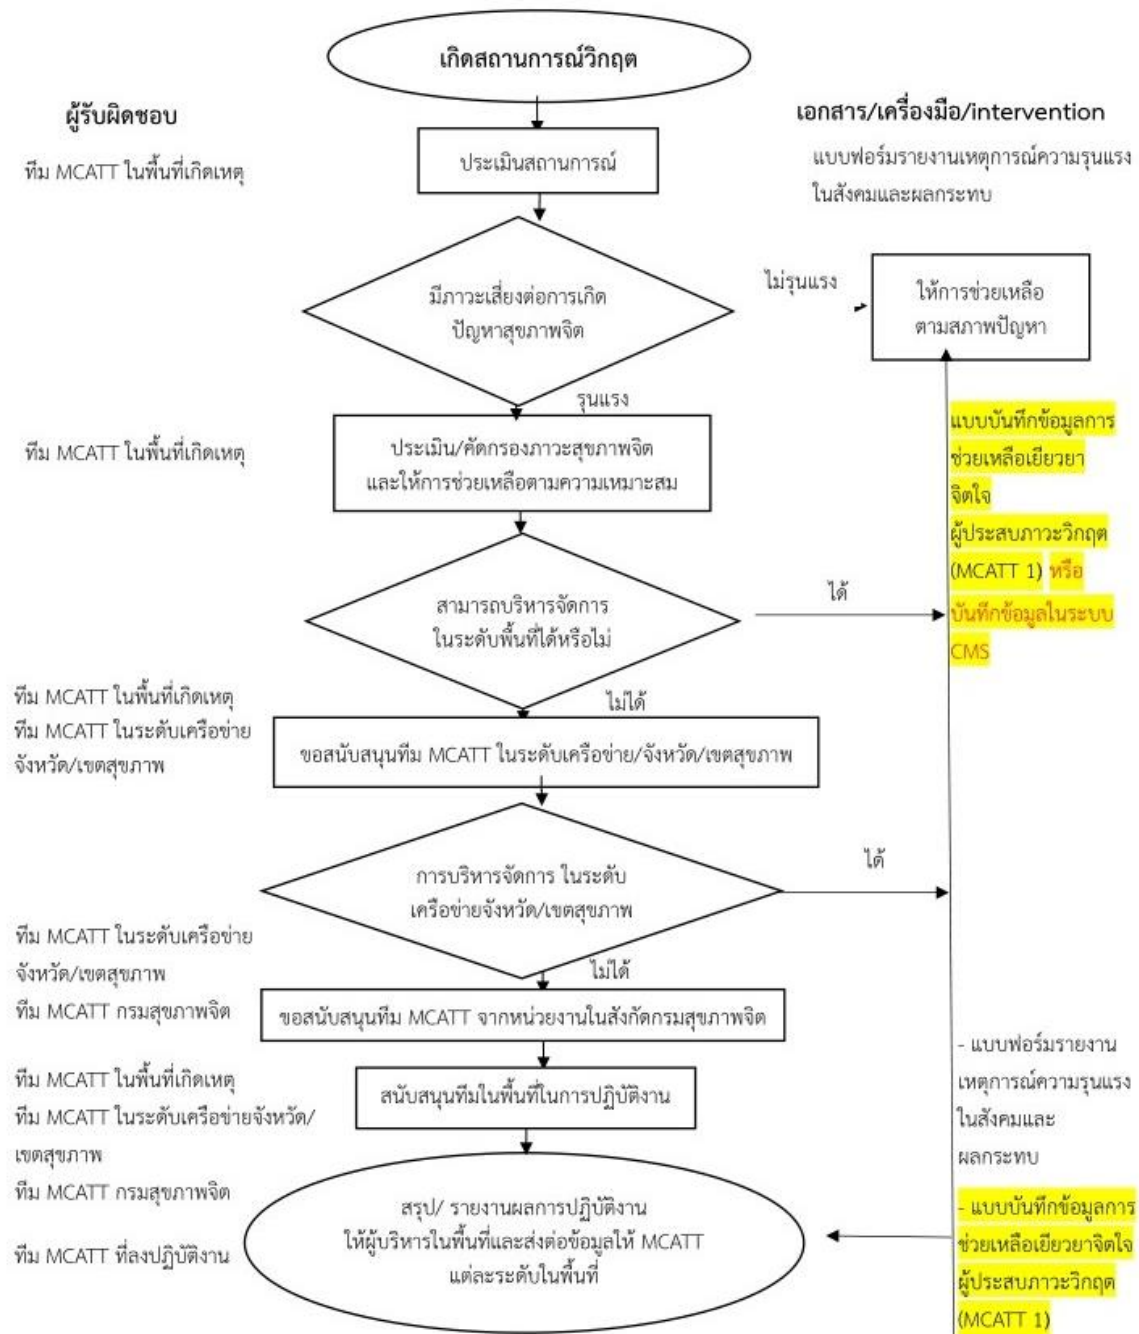 เกิดสถานการณ์วิกฤต
ผู้รับผิดชอบ
เอกสาร/เครื่องมือ/intervention
ทีม MCATT ในพื้นที่เกิดเหตุ
ประเมินสถานการณ์
แบบฟอร์มรายงานเหตุการณ์ความรุนแรง
ในสังคมและผลกระทบ
มีภาวะเสี่ยงต่อการเกิด
ปัญหาสุขภาพจิต
ไม่รุนแรง
ให้การช่วยเหลือ
ตามสภาพปัญหา
รุนแรง
ทีม MCATT ในพื้นที่เกิดเหตุ
ประเมิน/คัดกรองภาวะสุขภาพจิต
และให้การช่วยเหลือตามความเหมาะสม
แบบบันทึกข้อมูลการ
ช่วยเหลือเยียวยา
จิตใจ
ผู้ประสบภาวะวิกฤต
(MCATT 1) หรือ
บันทึกข้อมูลในระบบ
CMS
สามารถบริหารจัดการ
ในระดับพื้นที่ได้หรือไม่
ได้
ไม่ได้
ทีม MCATT ในพื้นที่เกิดเหตุ
ทีม MCATT ในระดับเครือข่าย
จังหวัด/เขตสุขภาพ
ขอสนับสนุนทีม MCATT ในระดับเครือข่าย/จังหวัด/เขตสุขภาพ
การบริหารจัดการ ในระดับ
เครือข่ายจังหวัด/เขตสุขภาพ
ได้
ไม่ได้
ทีม MCATT ในระดับเครือข่าย
จังหวัด/เขตสุขภาพ
ทีม MCATT กรมสุขภาพจิต
ขอสนับสนุนทีม MCATT จากหน่วยงานในสังกัดกรมสุขภาพจิต
ทีม MCATT ในพื้นที่เกิดเหตุ
ทีม MCATT ในระดับเครือข่ายจังหวัด/
เขตสุขภาพ
ทีม MCATT กรมสุขภาพจิต
สนับสนุนทีมในพื้นที่ในการปฏิบัติงาน
- แบบฟอร์มรายงาน
เหตุการณ์ความรุนแรง
ในสังคมและ
ผลกระทบ
ทีม MCATT ที่ลงปฏิบัติงาน
สรุป/ รายงานผลการปฏิบัติงาน
ให้ผู้บริหารในพื้นที่และส่งต่อข้อมูลให้ MCATT
แต่ละระดับในพื้นที่
- แบบบันทึกข้อมูลการ
ช่วยเหลือเยียวยาจิตใจ
ผู้ประสบภาวะวิกฤต
(MCATT 1)